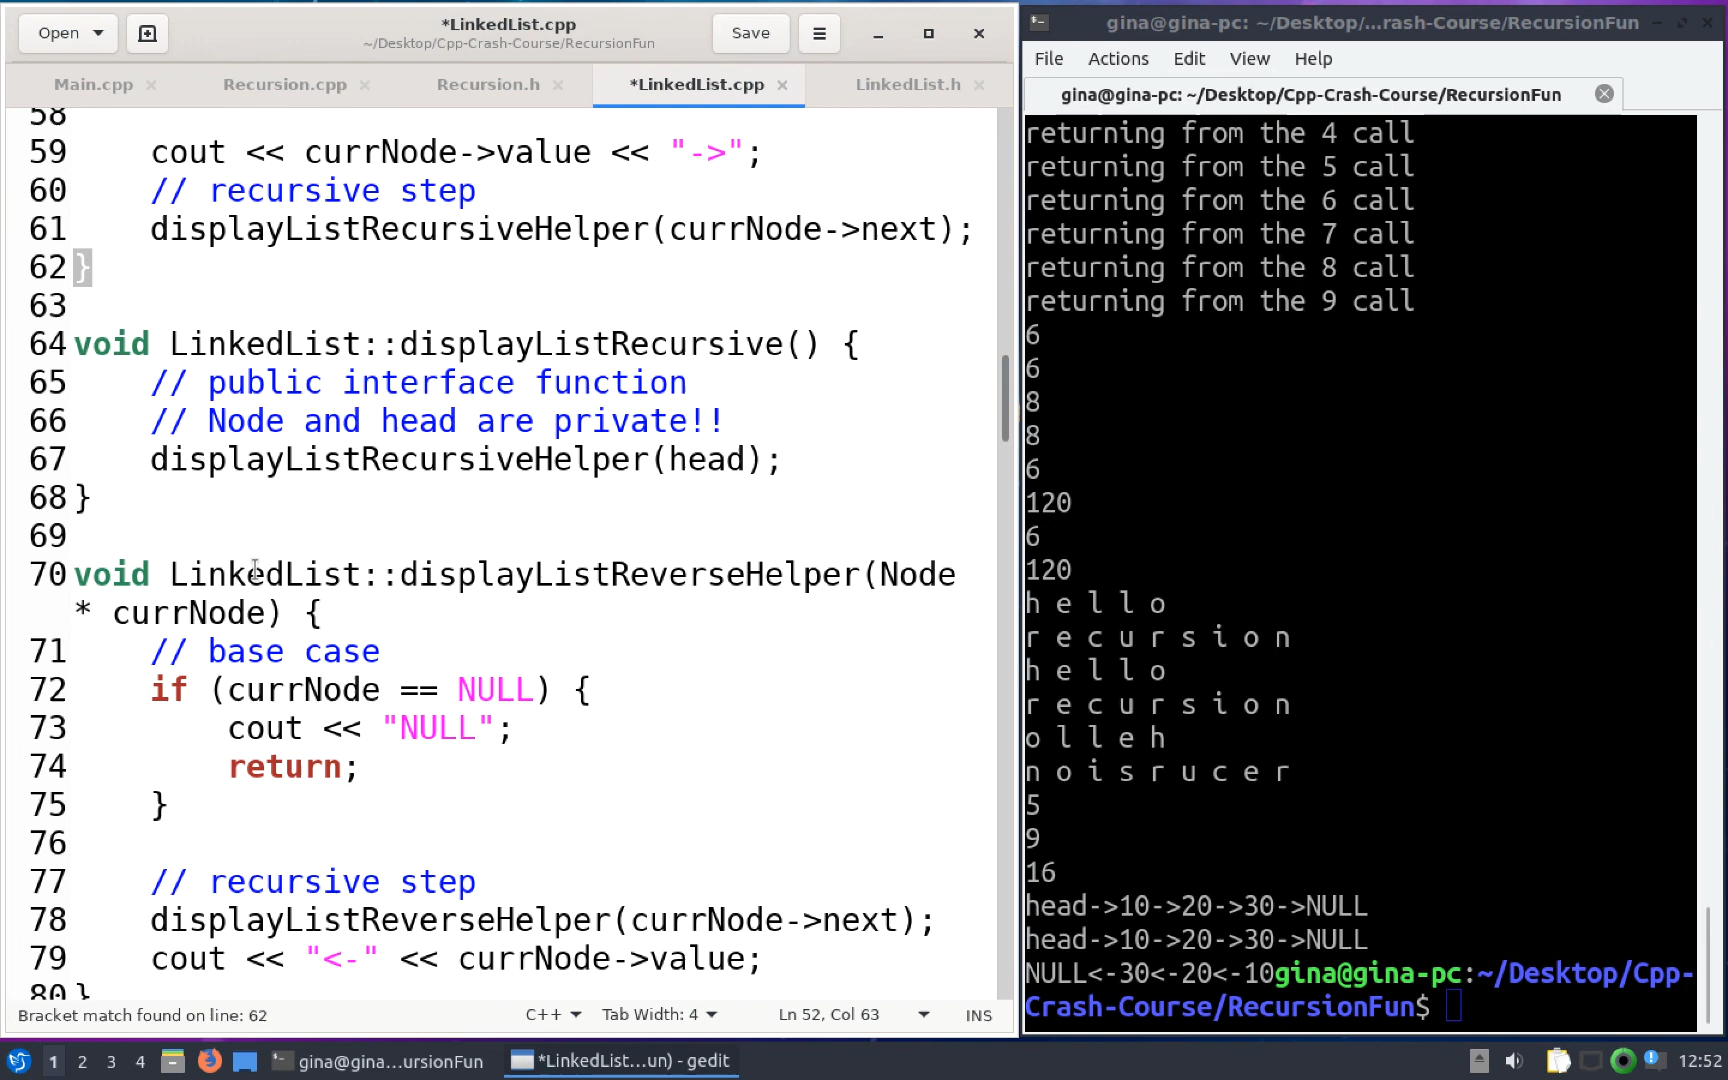 Open
*LinkedList.cpp
~/Desktop/Cpp-Crash-Course/RecursionFun
Save
Main.cpp
Recursion.cpp
Recursion.h
*LinkedList.cpp
LinkedList.h
58
59 cout << currNode->value << "->";
60 // recursive step
61 displayListRecursiveHelper(currNode->next);
62 }
63
64 void LinkedList::displayListRecursive() {
65 // public interface function
66 // Node and head are private!!
67 displayListRecursiveHelper(head);
68 }
69
70 void LinkedList::displayListReverseHelper(Node
* currNode) {
71 // base case
72 if (currNode == NULL) {
73 cout << "NULL";
74 return;
75 }
76
77 // recursive step
78 displayListReverseHelper(currNode->next);
79 cout << "<-" << currNode->value;
80 }
Bracket match found on line: 62
C++
Tab Width: 4
Ln 52, Col 63
INS
gina@gina-pc: ~/Desktop/...rash-Course/RecursionFun
File Actions Edit View Help
gina@gina-pc: ~/Desktop/Cpp-Crash-Course/RecursionFun
returning from the 4 call
returning from the 5 call
returning from the 6 call
returning from the 7 call
returning from the 8 call
returning from the 9 call
6
6
8
8
6
120
6
120
h e l l o
r e c u r s i o n
h e l l o
r e c u r s i o n
o l l e h
n o i s r u c e r
5
9
16
head->10->20->30->NULL
head->10->20->30->NULL
NULL<-30<-20<-10gina@gina-pc:~/Desktop/Cpp-
Crash-Course/RecursionFun$
1 2 3 4
gina@gina...ursionFun
*LinkedList...un) - gedit
12:52